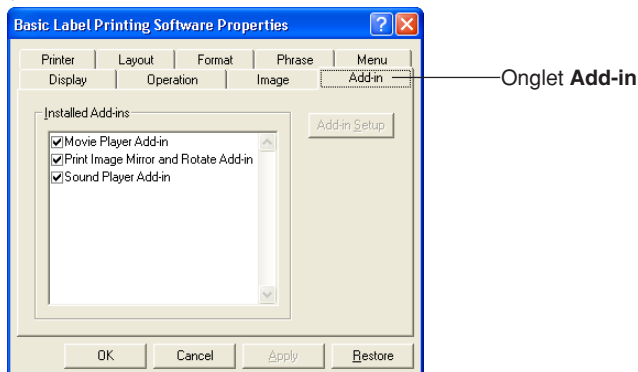 Basic Label Printing Software Properties
Printer Layout Format Phrase Menu
Display Operation Image Add-in
Onglet Add-in
Installed Add-ins
Add-in Setup
Movie Player Add-in
Print Image Mirror and Rotate Add-in
Sound Player Add-in
OK Cancel Apply Restore